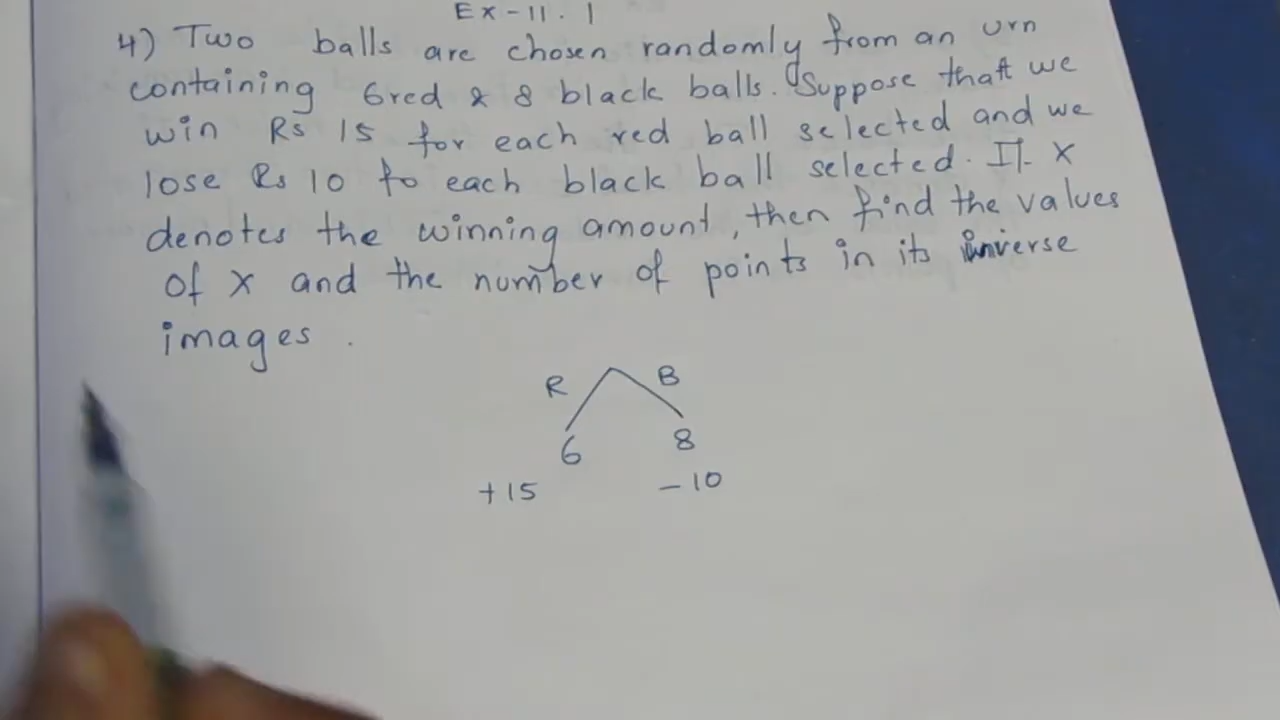 Ex-11.1
4) Two balls are chosen randomly from an urn
containing 6red & 8 black balls. Suppose that we
win Rs 15 for each red ball selected and we
lose Rs 10 fo each black ball selected. If X
denotes the winning amount, then find the values
of X and the number of points in its inverse
images.
R B
6 8
+15 -10